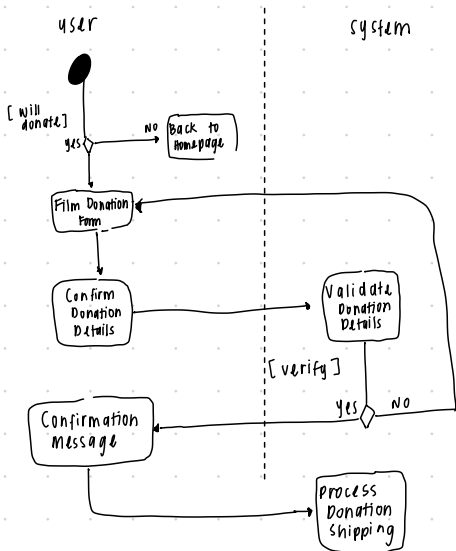 user
system
[will
donate]
yes
NO
Back to
Homepage
Film Donation
Form
Confirm
Donation
Details
Validate
Donation
Details
[verify]
Yes
NO
Confirmation
Message
Process
Donation
Shipping